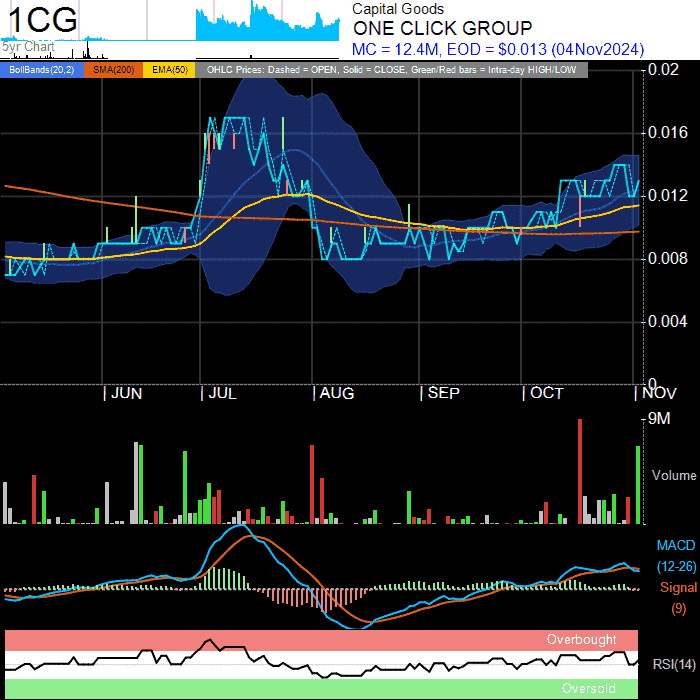 1CG
Capital Goods
ONE CLICK GROUP
MC = 12.4M, EOD = $0.013 (04Nov2024)
5yr Chart
BollBands(20,2) SMA(200) EMA(50) OHLC Prices: Dashed = OPEN, Solid = CLOSE, Green/Red bars = Intra-day HIGH/LOW
0.02
0.016
0.012
0.008
0.004
0
JUN JUL AUG SEP OCT NOV
9M
Volume
MACD
(12-26)
Signal
(9)
Overbought
RSI(14)
Oversold